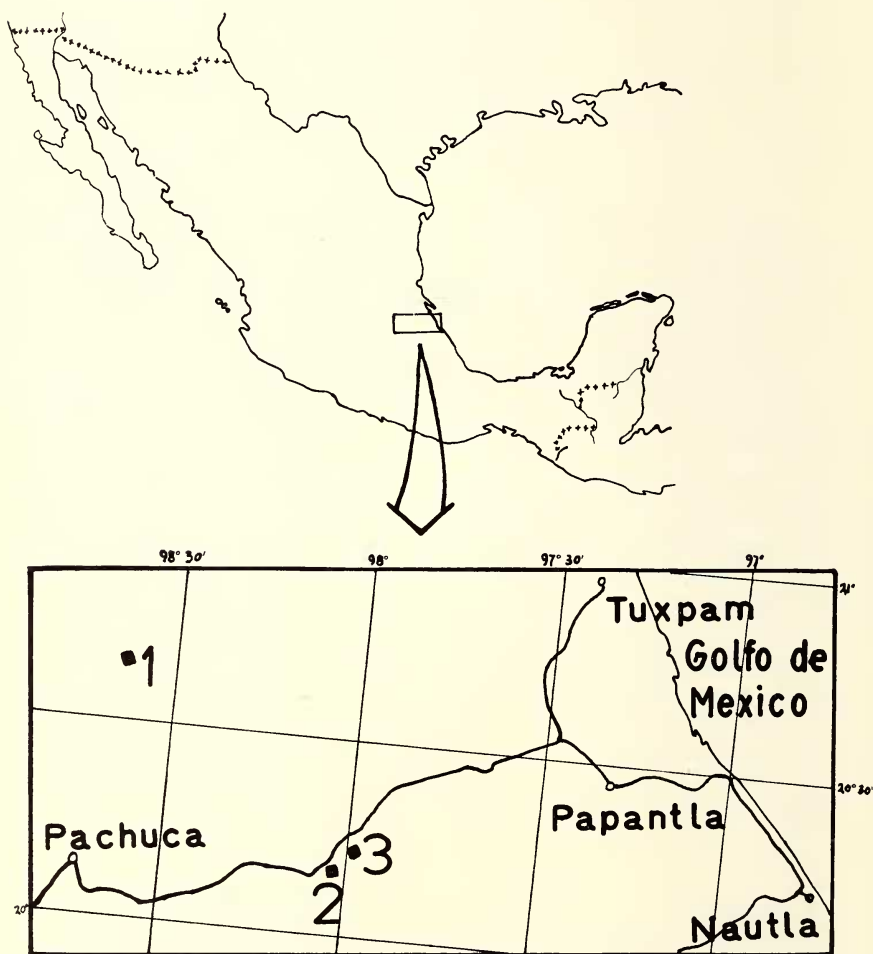 98° 30'
98°
97° 30'
97°
21°
Tuxpam
Golfo de
Mexico
1
20° 30'
Papantla
Pachuca
3
2
20°
Nautla